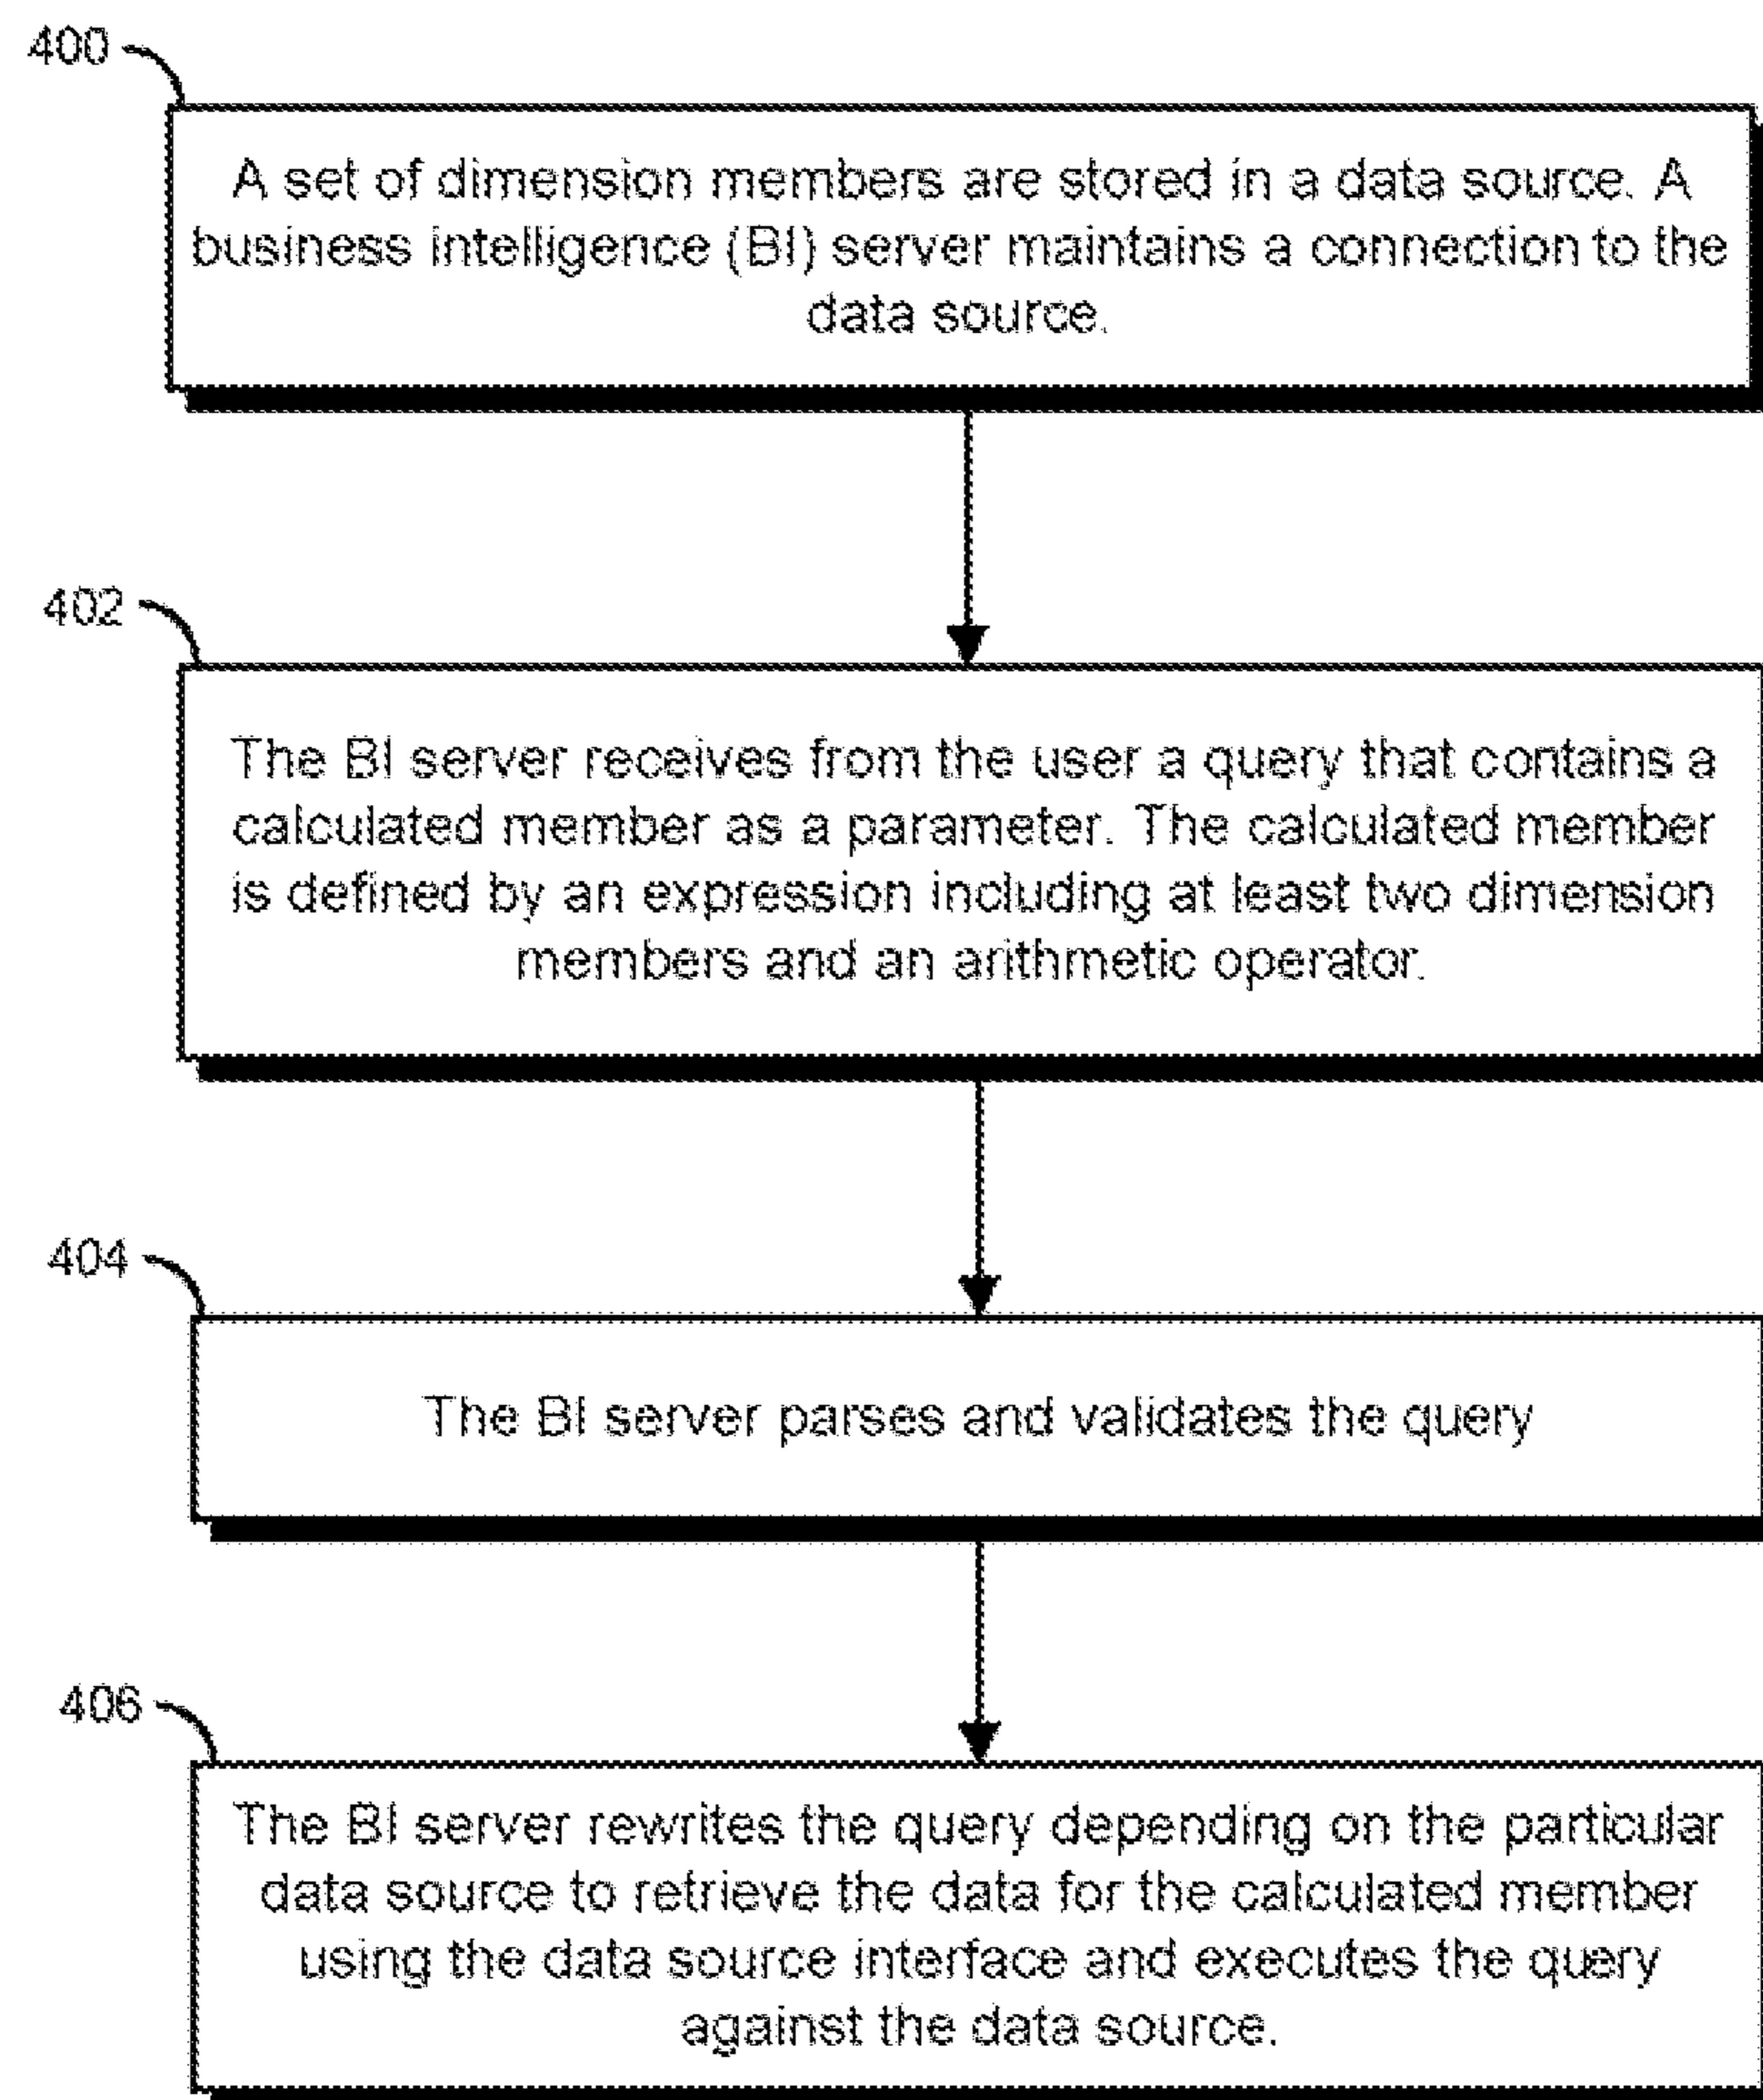 400
A set of dimension members are stored in a data source. A
business intelligence (BI) server maintains a connection to the
data source.
402
The BI server receives from the user a query that contains a
calculated member as a parameter. The calculated member
is defined by an expression including at least two dimension
members and an arithmetic operator.
404
The BI server parses and validates the query
406
The BI server rewrites the query depending on the particular
data source to retrieve the data for the calculated member
using the data source interface and executes the query
against the data source.